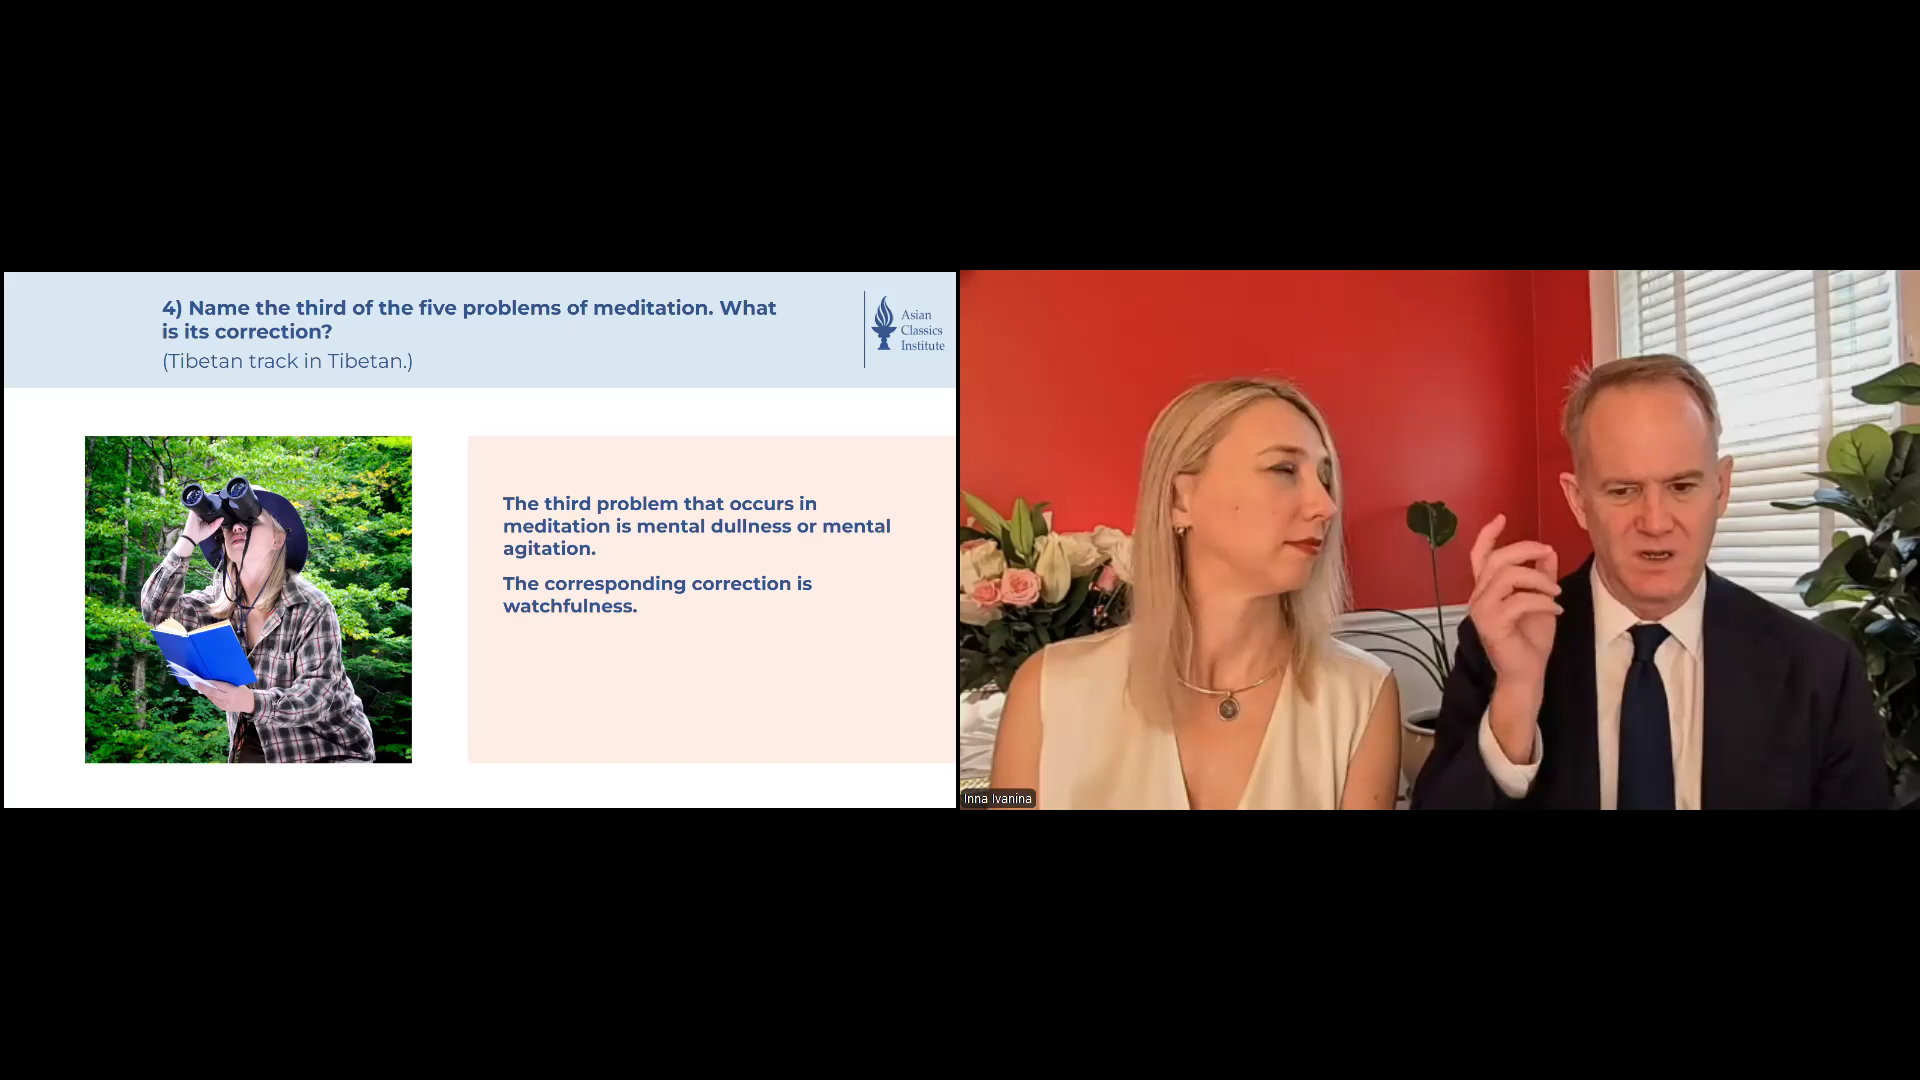 4) Name the third of the five problems of meditation. What
is its correction?
(Tibetan track in Tibetan.)
Asian
Classics
Institute
The third problem that occurs in
meditation is mental dullness or mental
agitation.
The corresponding correction is
watchfulness.
Inna Ivanina